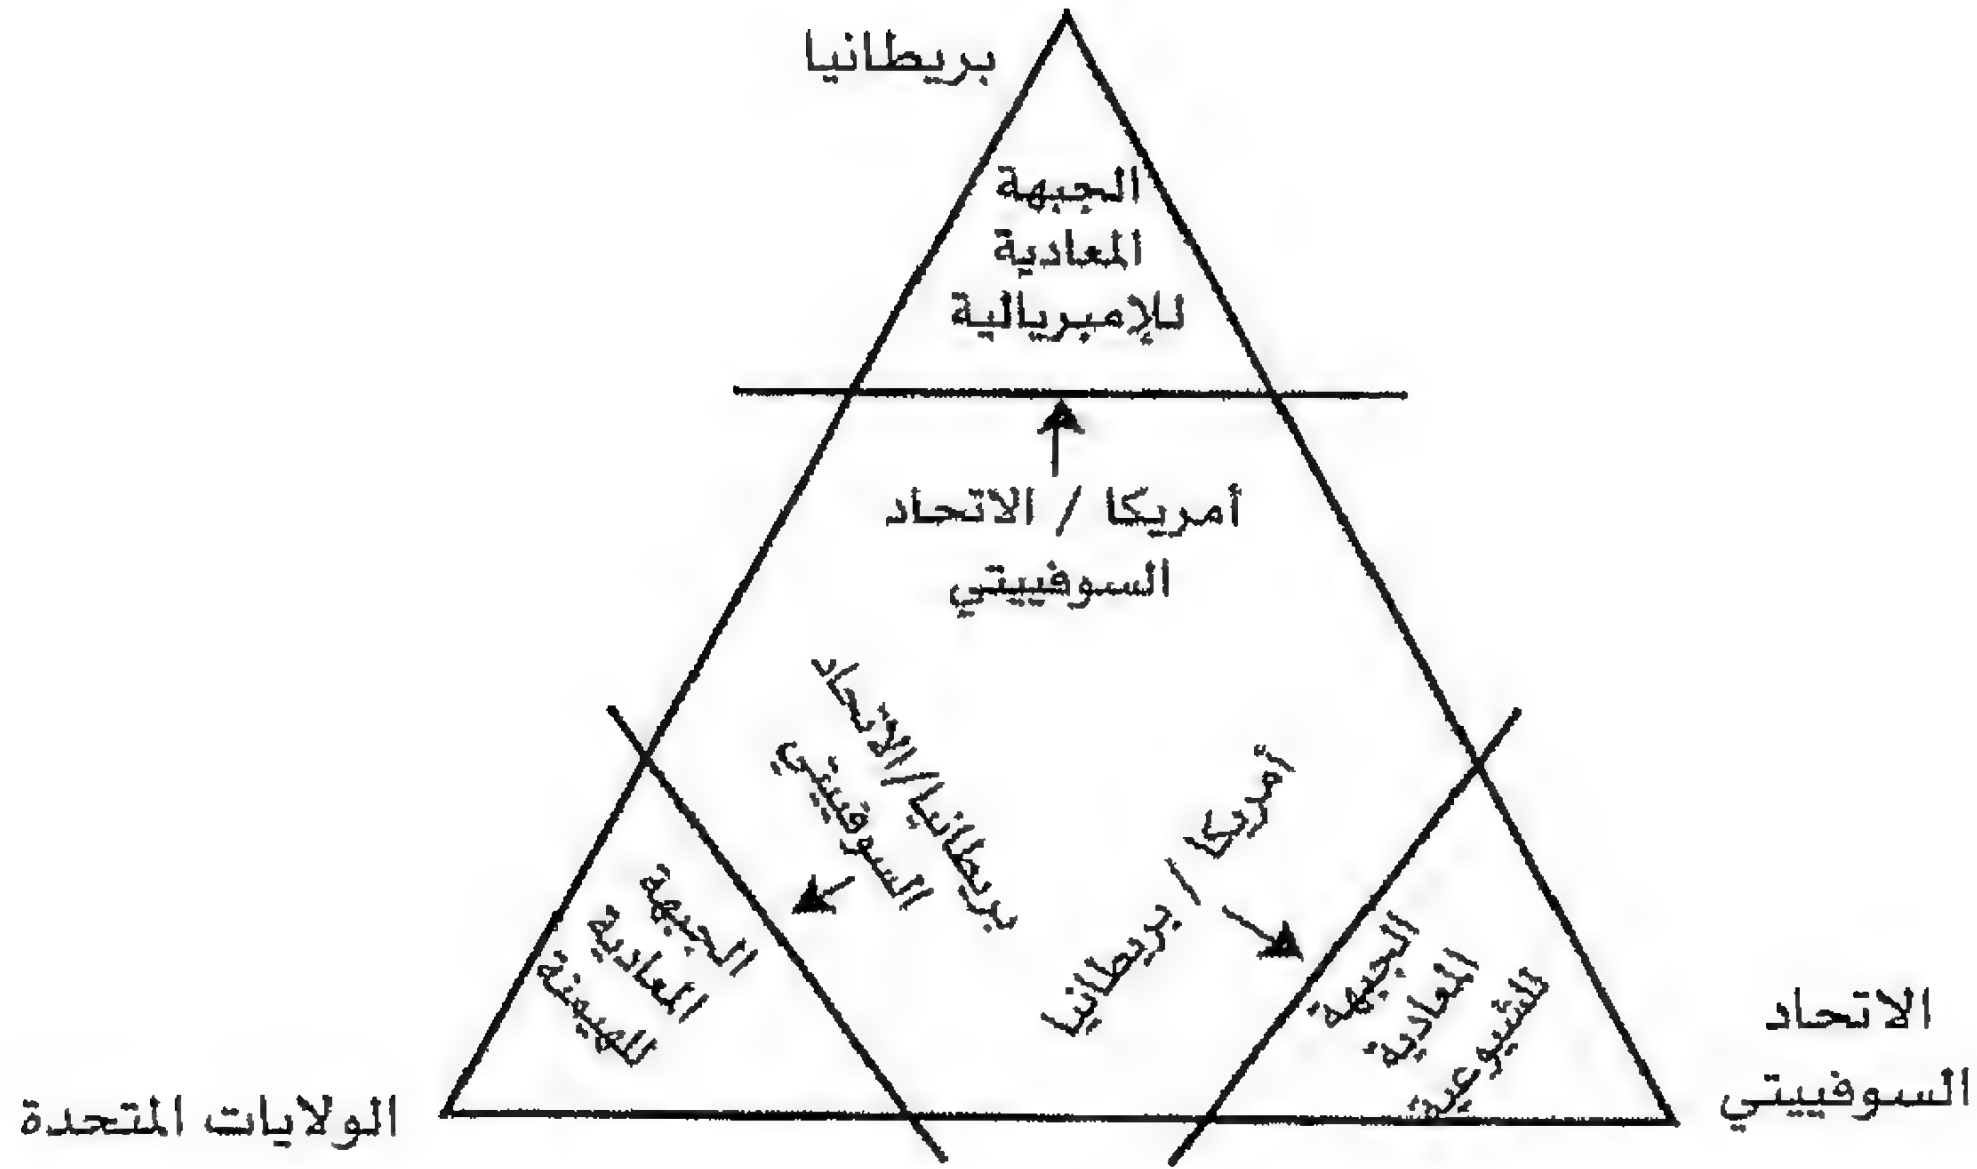 بريطانيا
الجبهة
المعادية
للإمبريالية
أمريكا / الاتحاد
السوفييتي
بريطانيا/الاتحاد
السوفييتي
أمريكا / بريطانيا
الجبهة
المعادية
للهيمنة
الجبهة
المعادية
للشيوعية
الولايات المتحدة
الاتحاد
السوفييتي